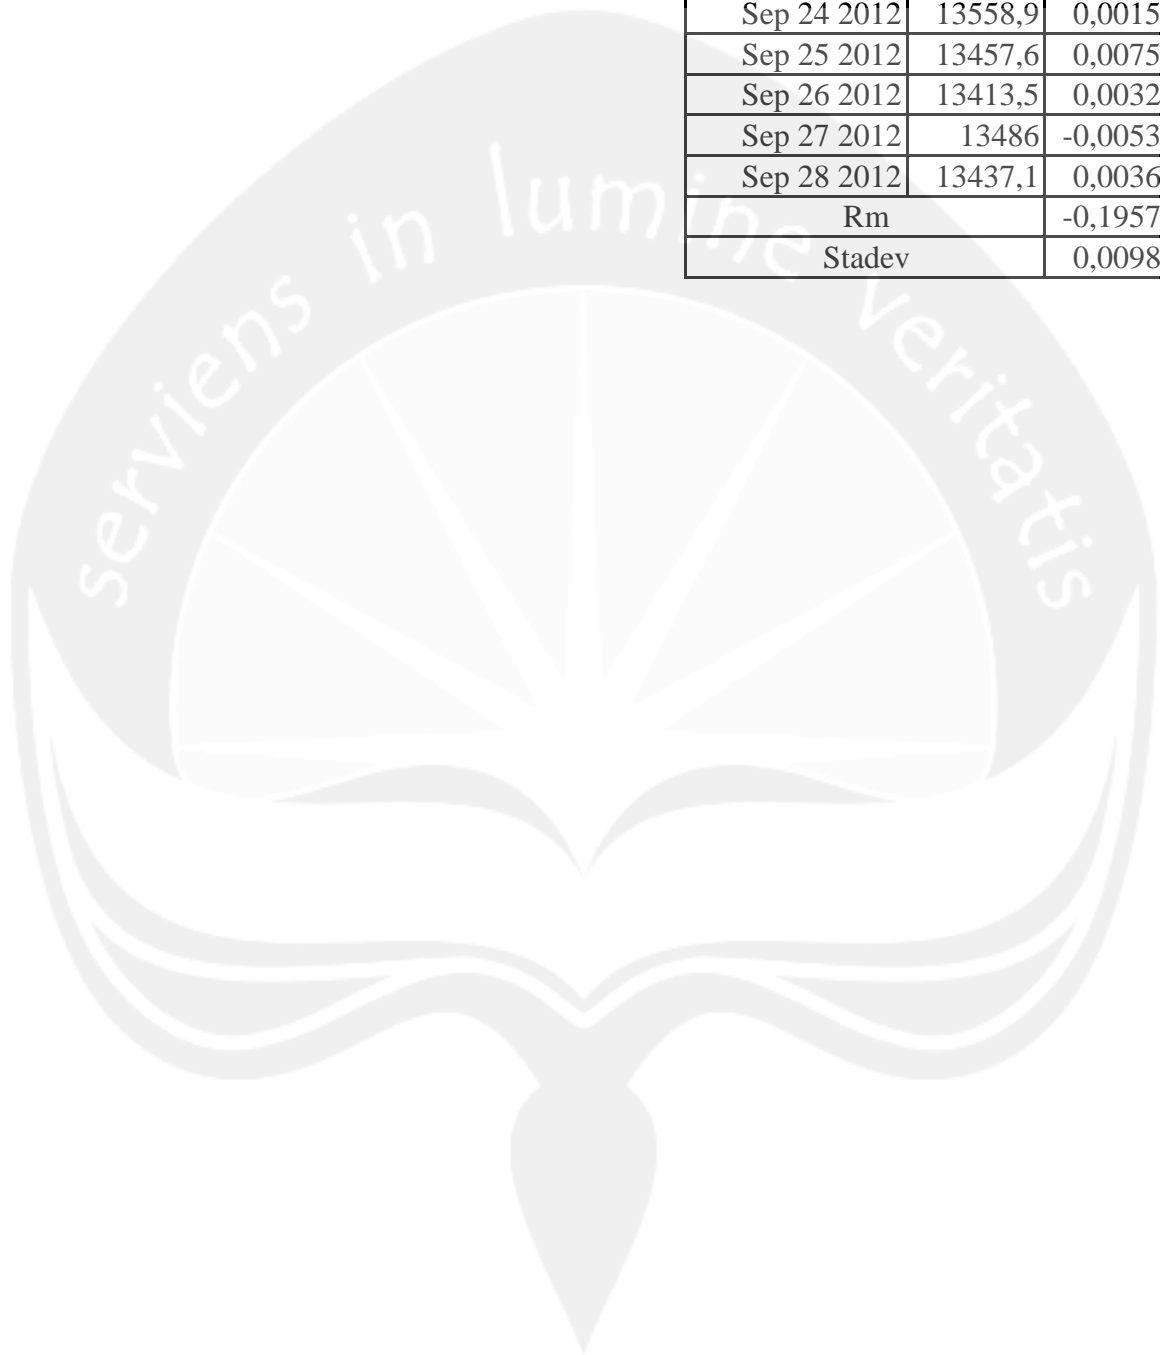 Sep 24 2012 13558,9 0,0015
Sep 25 2012 13457,6 0,0075
Sep 26 2012 13413,5 0,0032
Sep 27 2012 13486 -0,0053
Sep 28 2012 13437,1 0,0036
Rm -0,1957
Stadev 0,0098
serviens in lumine veritatis